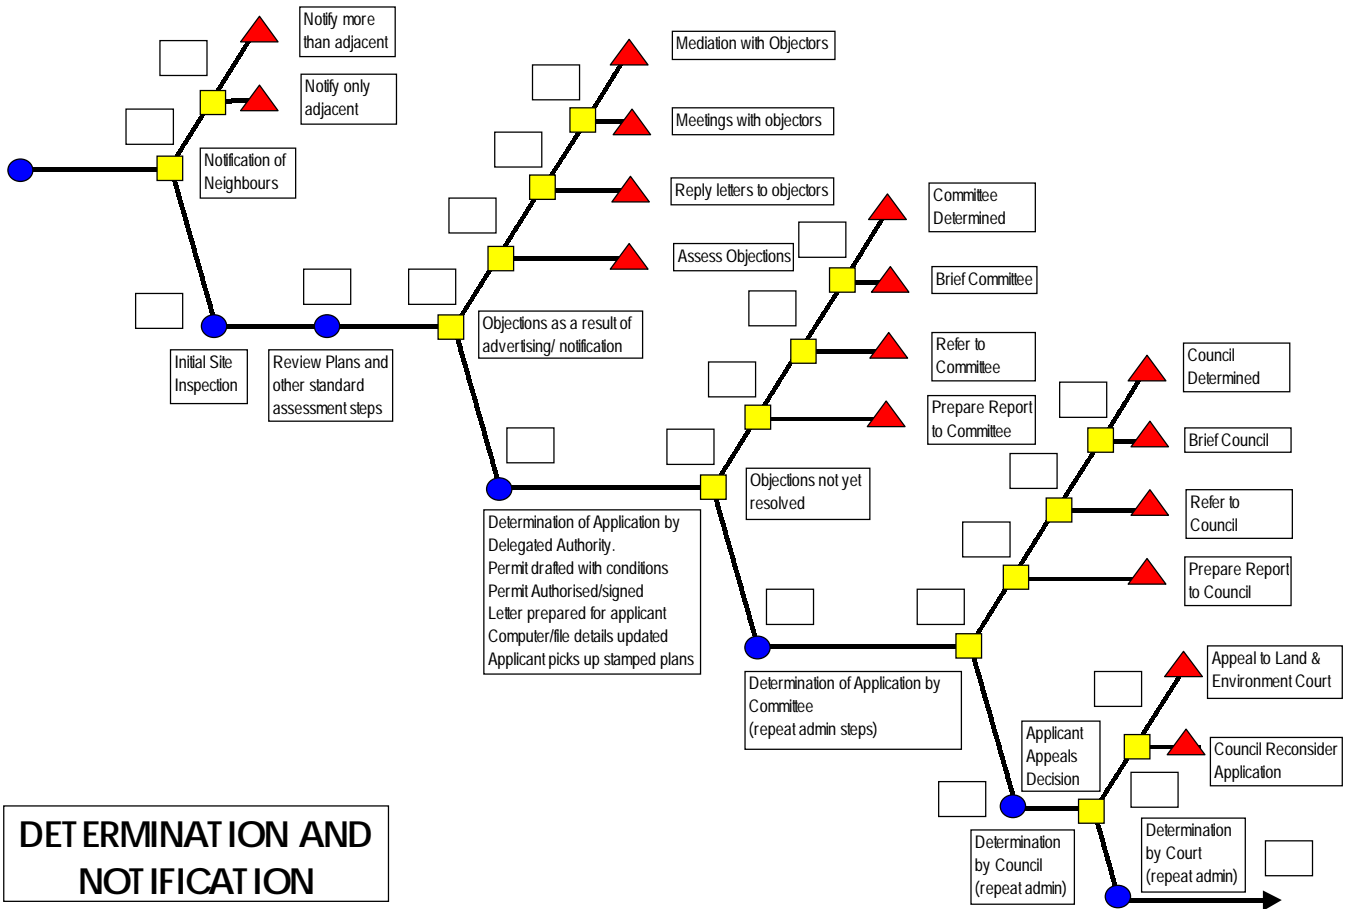 Notify more
than adjacent
Notify only
adjacent
Notification of
Neighbours
Initial Site
Inspection
Review Plans and
other standard
assessment steps
Mediation with Objectors
Meetings with objectors
Reply letters to objectors
Assess Objections
Objections as a result of
advertising/ notification
Determination of Application by
Delegated Authority.
Permit drafted with conditions
Permit Authorised/signed
Letter prepared for applicant
Computer/file details updated
Applicant picks up stamped plans
Committee
Determined
Brief Committee
Refer to
Committee
Prepare Report
to Committee
Objections not yet
resolved
Determination of Application by
Committee
(repeat admin steps)
Council
Determined
Brief Council
Refer to
Council
Prepare Report
to Council
Applicant
Appeals
Decision
Appeal to Land &
Environment Court
Council Reconsider
Application
Determination
by Council
(repeat admin)
Determination
by Court
(repeat admin)
DETERMINATION AND
NOTIFICATION